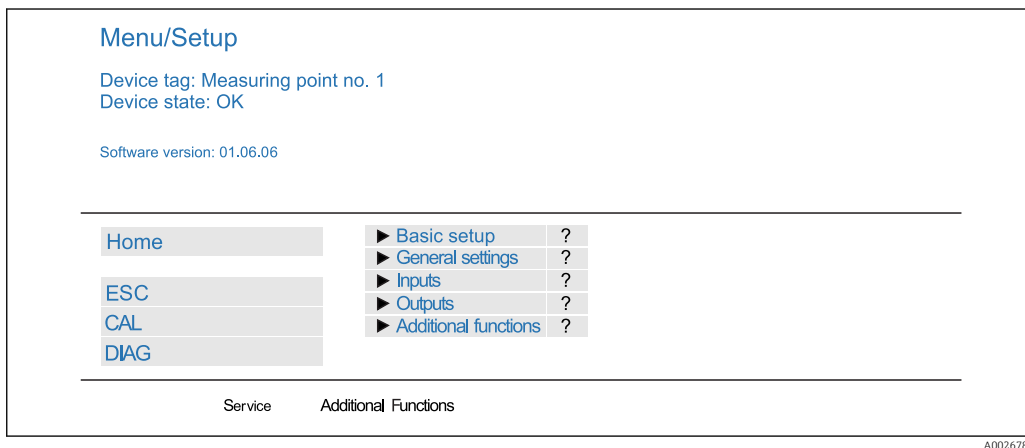 Menu/Setup
Device tag: Measuring point no. 1
Device state: OK
Software version: 01.06.06
Home
ESC
CAL
DIAG
► Basic setup ?
► General settings ?
► Inputs ?
► Outputs ?
► Additional functions ?
Service Additional Functions